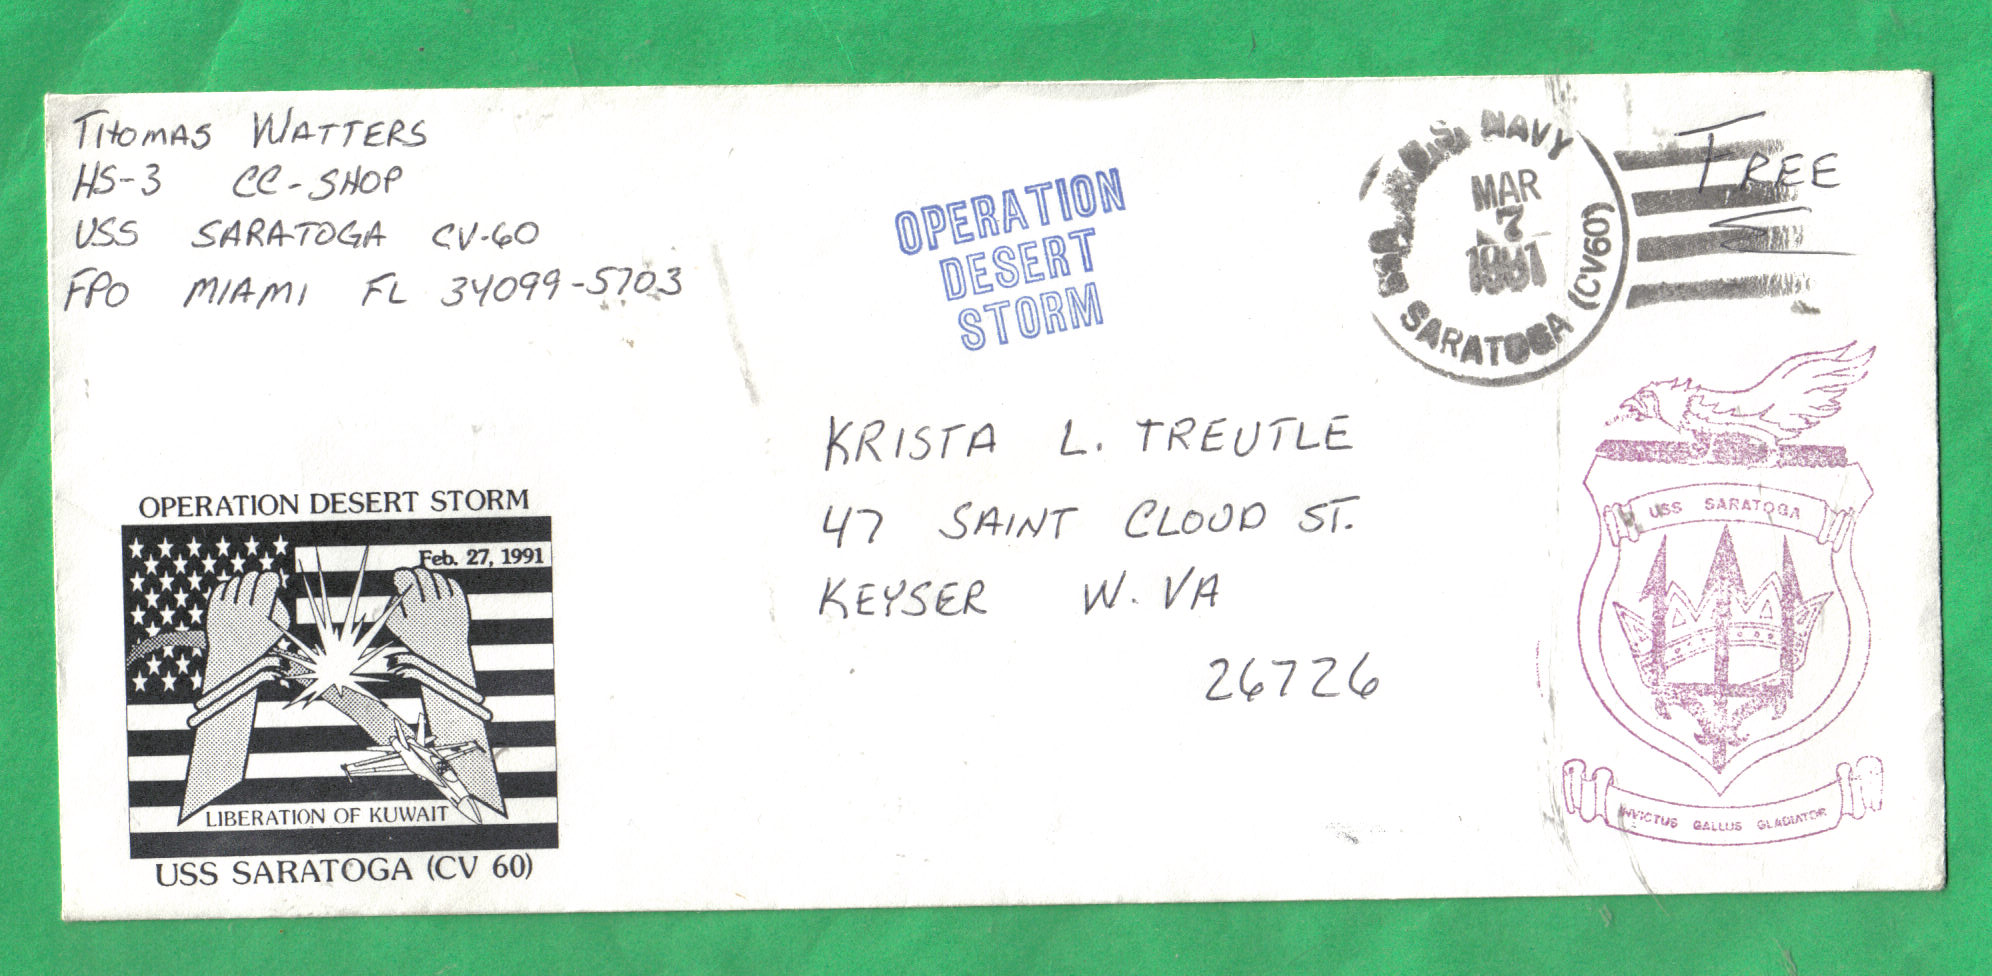 THOMAS WATTERS
HS-3 CC-SHOP
USS SARATOGA CV-60
FPO MIAMI FL 34099-5703
OPERATION
DESERT
STORM
U.S. NAVY
MAR
7
1991
SARATOGA (CV60)
FREE
KRISTA L. TREUTLE
47 SAINT CLOUD ST.
KEYSER W. VA
26726
OPERATION DESERT STORM
Feb. 27, 1991
LIBERATION OF KUWAIT
USS SARATOGA (CV 60)
USS SARATOGA
INVICTUS GALLUS GLADIATOR